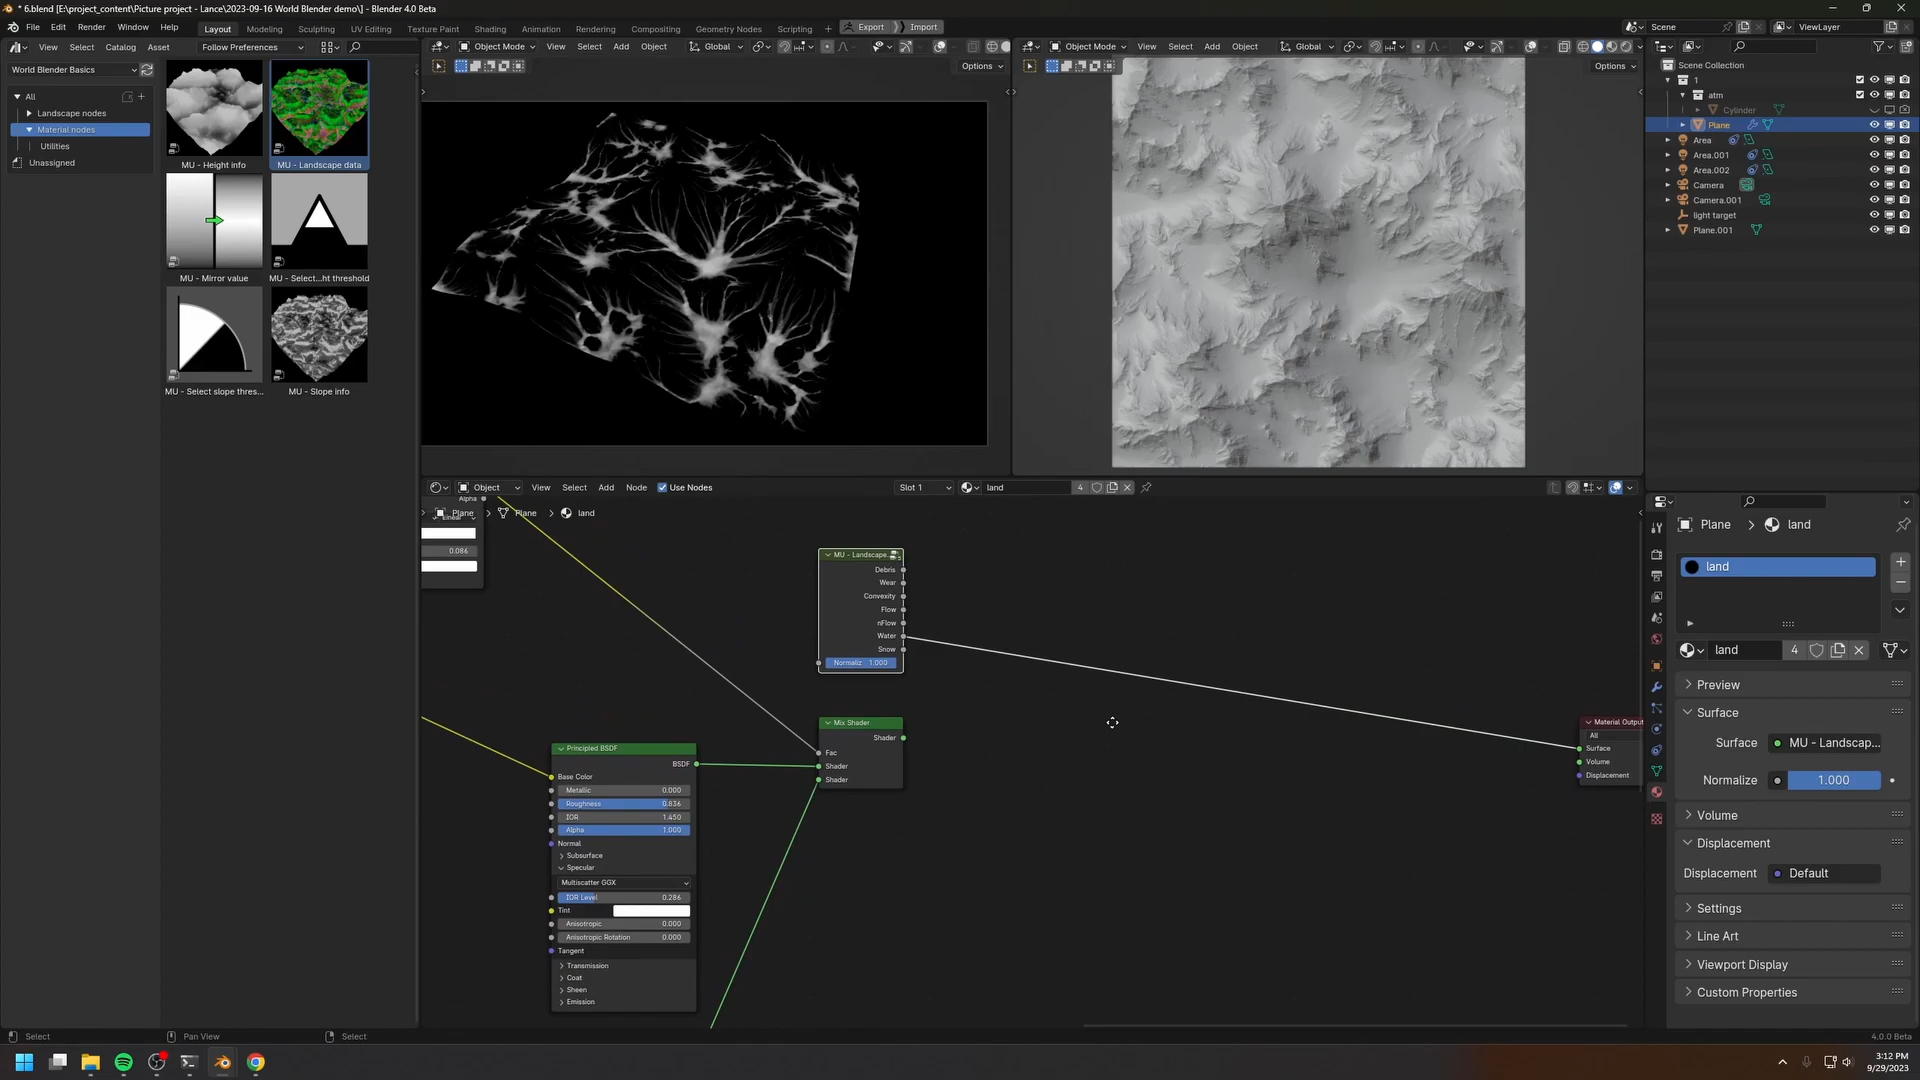 * 6.blend [E:\project_content\Picture project - Lance\2023-09-16 World Blender demo\] - Blender 4.0 Beta
File Edit Render Window Help
Layout Modeling Sculpting UV Editing Texture Paint Shading Animation Rendering Compositing Geometry Nodes Scripting +
Export Import
Scene ViewLayer
View Select Catalog Asset Follow Preferences
Object Mode View Select Add Object Global
Options
Object Mode View Select Add Object Global
Options
World Blender Basics
All
Landscape nodes
Material nodes
Utilities
Unassigned
MU - Height info
MU - Landscape data
MU - Mirror value
MU - Select...ht threshold
MU - Select slope thres...
MU - Slope info
Scene Collection
1
atm
Cylinder
Plane
Area
Area.001
Area.002
Camera
Camera.001
light target
Plane.001
Object View Select Add Node Use Nodes Slot 1 land 4
Alpha
Plane > Plane > land
0.086
MU - Landscape...
Debris
Wear
Convexity
Flow
nFlow
Water
Snow
Normaliz 1.000
Mix Shader
Shader
Fac
Shader
Shader
Principled BSDF
BSDF
Base Color
Metallic 0.000
Roughness 0.836
IOR 1.450
Alpha 1.000
Normal
Subsurface
Specular
Multiscatter GGX
IOR Level 0.286
Tint
Anisotropic 0.000
Anisotropic Rotation 0.000
Tangent
Transmission
Coat
Sheen
Emission
Material Output
All
Surface
Volume
Displacement
Plane > land
land
land 4
Preview
Surface
Surface MU - Landscap...
Normalize 1.000
Volume
Displacement
Displacement Default
Settings
Line Art
Viewport Display
Custom Properties
Select Pan View Select
4.0.0 Beta
3:12 PM
9/29/2023